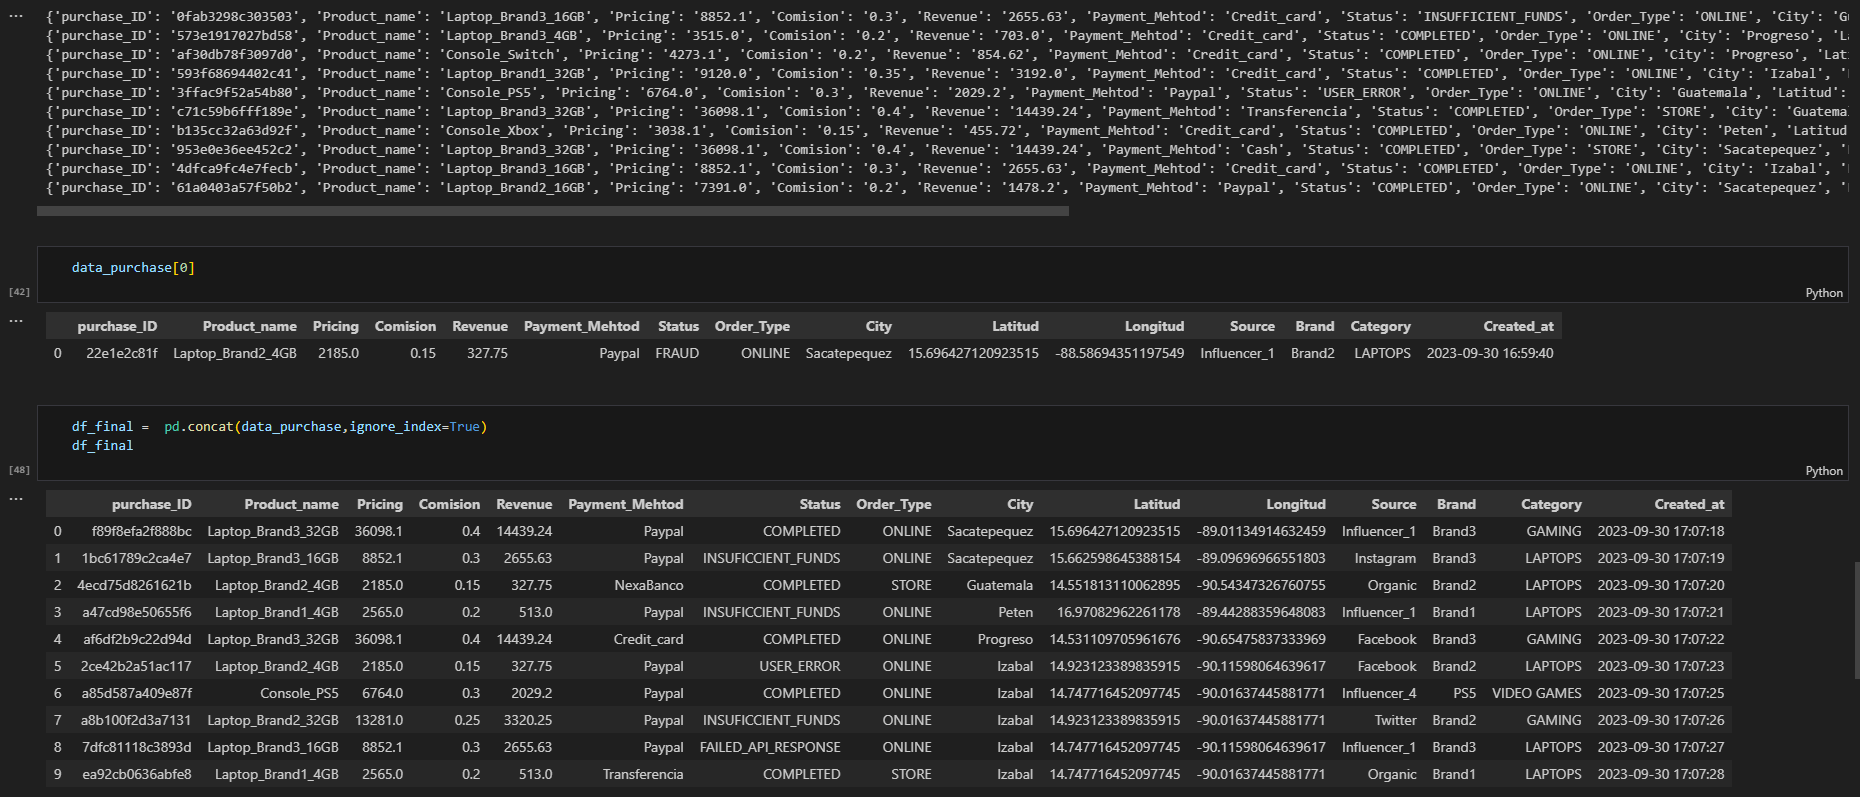 {'purchase_ID': '0fab3298c303503', 'Product_name': 'Laptop_Brand3_16GB', 'Pricing': '8852.1', 'Comision': '0.3', 'Revenue': '2655.63', 'Payment_Mehtod': 'Credit_card', 'Status': 'INSUFFICIENT_FUNDS', 'Order_Type': 'ONLINE', 'City': 'Gu
{'purchase_ID': '573e1917027bd58', 'Product_name': 'Laptop_Brand3_4GB', 'Pricing': '3515.0', 'Comision': '0.2', 'Revenue': '703.0', 'Payment_Mehtod': 'Credit_card', 'Status': 'COMPLETED', 'Order_Type': 'ONLINE', 'City': 'Progreso', 'La
{'purchase_ID': 'af30db78f3097d0', 'Product_name': 'Console_Switch', 'Pricing': '4273.1', 'Comision': '0.2', 'Revenue': '854.62', 'Payment_Mehtod': 'Credit_card', 'Status': 'COMPLETED', 'Order_Type': 'ONLINE', 'City': 'Progreso', 'Lati
{'purchase_ID': '593f68694402c41', 'Product_name': 'Laptop_Brand1_32GB', 'Pricing': '9120.0', 'Comision': '0.35', 'Revenue': '3192.0', 'Payment_Mehtod': 'Credit_card', 'Status': 'COMPLETED', 'Order_Type': 'ONLINE', 'City': 'Izabal', '
{'purchase_ID': '3ffac9f52a54b80', 'Product_name': 'Console_PS5', 'Pricing': '6764.0', 'Comision': '0.3', 'Revenue': '2029.2', 'Payment_Mehtod': 'Paypal', 'Status': 'USER_ERROR', 'Order_Type': 'ONLINE', 'City': 'Guatemala', 'Latitud':
{'purchase_ID': 'c71c59b6fff189e', 'Product_name': 'Laptop_Brand3_32GB', 'Pricing': '36098.1', 'Comision': '0.4', 'Revenue': '14439.24', 'Payment_Mehtod': 'Transferencia', 'Status': 'COMPLETED', 'Order_Type': 'STORE', 'City': 'Guatema
{'purchase_ID': 'b135cc32a63d92f', 'Product_name': 'Console_Xbox', 'Pricing': '3038.1', 'Comision': '0.15', 'Revenue': '455.72', 'Payment_Mehtod': 'Credit_card', 'Status': 'COMPLETED', 'Order_Type': 'ONLINE', 'City': 'Peten', 'Latitud
{'purchase_ID': '953e0e36ee452c2', 'Product_name': 'Laptop_Brand3_32GB', 'Pricing': '36098.1', 'Comision': '0.4', 'Revenue': '14439.24', 'Payment_Mehtod': 'Cash', 'Status': 'COMPLETED', 'Order_Type': 'STORE', 'City': 'Sacatepequez', '
{'purchase_ID': '4dfca9fc4e7fecb', 'Product_name': 'Laptop_Brand3_16GB', 'Pricing': '8852.1', 'Comision': '0.3', 'Revenue': '2655.63', 'Payment_Mehtod': 'Credit_card', 'Status': 'COMPLETED', 'Order_Type': 'ONLINE', 'City': 'Izabal', '
{'purchase_ID': '61a0403a57f50b2', 'Product_name': 'Laptop_Brand2_16GB', 'Pricing': '7391.0', 'Comision': '0.2', 'Revenue': '1478.2', 'Payment_Mehtod': 'Paypal', 'Status': 'COMPLETED', 'Order_Type': 'ONLINE', 'City': 'Sacatepequez', '
data_purchase[0]
[42] Python
purchase_ID Product_name Pricing Comision Revenue Payment_Mehtod Status Order_Type City Latitud Longitud Source Brand Category Created_at
0 22e1e2c81f Laptop_Brand2_4GB 2185.0 0.15 327.75 Paypal FRAUD ONLINE Sacatepequez 15.696427120923515 -88.58694351197549 Influencer_1 Brand2 LAPTOPS 2023-09-30 16:59:40
df_final = pd.concat(data_purchase,ignore_index=True)
df_final
[48] Python
purchase_ID Product_name Pricing Comision Revenue Payment_Mehtod Status Order_Type City Latitud Longitud Source Brand Category Created_at
0 f89f8efa2f888bc Laptop_Brand3_32GB 36098.1 0.4 14439.24 Paypal COMPLETED ONLINE Sacatepequez 15.696427120923515 -89.01134914632459 Influencer_1 Brand3 GAMING 2023-09-30 17:07:18
1 1bc61789c2ca4e7 Laptop_Brand3_16GB 8852.1 0.3 2655.63 Paypal INSUFICCIENT_FUNDS ONLINE Sacatepequez 15.662598645388154 -89.09696966551803 Instagram Brand3 LAPTOPS 2023-09-30 17:07:19
2 4ecd75d8261621b Laptop_Brand2_4GB 2185.0 0.15 327.75 NexaBanco COMPLETED STORE Guatemala 14.551813110062895 -90.54347326760755 Organic Brand2 LAPTOPS 2023-09-30 17:07:20
3 a47cd98e50655f6 Laptop_Brand1_4GB 2565.0 0.2 513.0 Paypal INSUFICCIENT_FUNDS ONLINE Peten 16.97082962261178 -89.44288359648083 Influencer_1 Brand1 LAPTOPS 2023-09-30 17:07:21
4 af6df2b9c22d94d Laptop_Brand3_32GB 36098.1 0.4 14439.24 Credit_card COMPLETED ONLINE Progreso 14.531109705961676 -90.65475837333969 Facebook Brand3 GAMING 2023-09-30 17:07:22
5 2ce42b2a51ac117 Laptop_Brand2_4GB 2185.0 0.15 327.75 Paypal USER_ERROR ONLINE Izabal 14.923123389835915 -90.11598064639617 Facebook Brand2 LAPTOPS 2023-09-30 17:07:23
6 a85d587a409e87f Console_PS5 6764.0 0.3 2029.2 Paypal COMPLETED ONLINE Izabal 14.747716452097745 -90.01637445881771 Influencer_4 PS5 VIDEO GAMES 2023-09-30 17:07:25
7 a8b100f2d3a7131 Laptop_Brand2_32GB 13281.0 0.25 3320.25 Paypal INSUFICCIENT_FUNDS ONLINE Izabal 14.923123389835915 -90.01637445881771 Twitter Brand2 GAMING 2023-09-30 17:07:26
8 7dfc81118c3893d Laptop_Brand3_16GB 8852.1 0.3 2655.63 Paypal FAILED_API_RESPONSE ONLINE Izabal 14.747716452097745 -90.11598064639617 Influencer_1 Brand3 LAPTOPS 2023-09-30 17:07:27
9 ea92cb0636abfe8 Laptop_Brand1_4GB 2565.0 0.2 513.0 Transferencia COMPLETED STORE Izabal 14.747716452097745 -90.01637445881771 Organic Brand1 LAPTOPS 2023-09-30 17:07:28